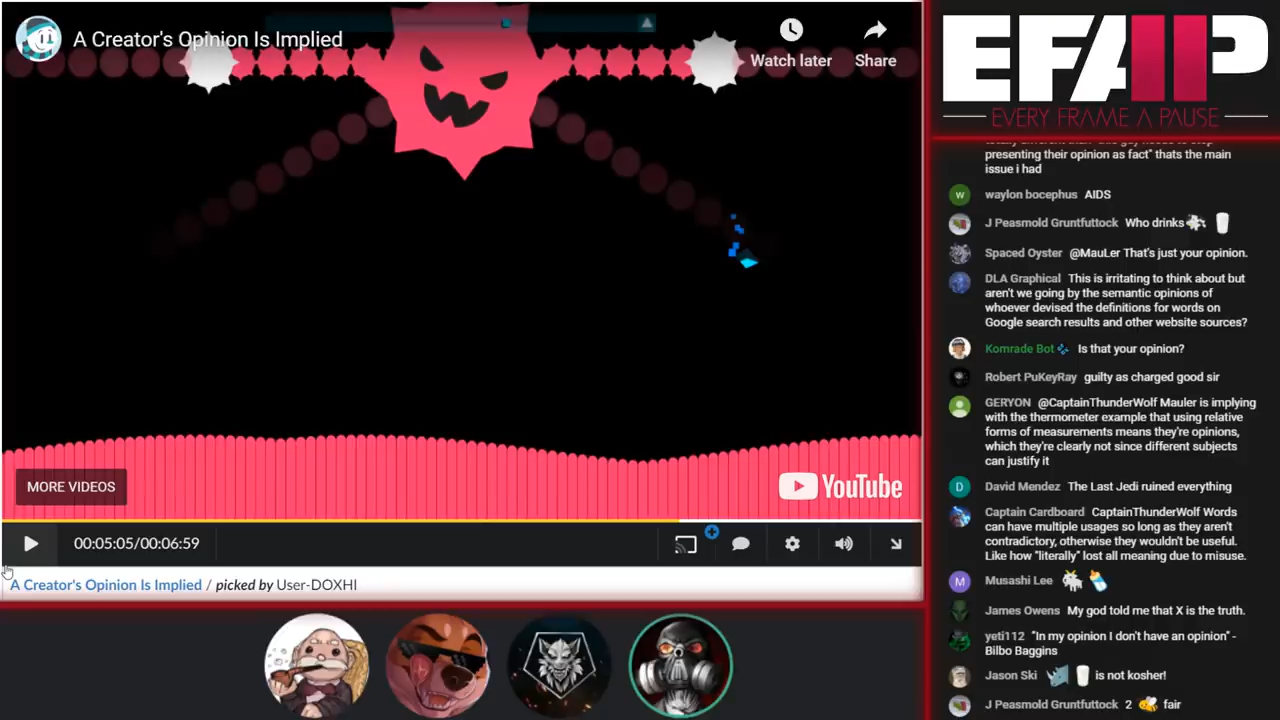 A Creator's Opinion Is Implied
Watch later
Share
MORE VIDEOS
YouTube
00:05:05/00:06:59
A Creator's Opinion Is Implied / picked by User-DOXHI
EFAP
EVERY FRAME A PAUSE
totally different than "this guy needs to stop
presenting their opinion as fact" thats the main
issue i had
waylon bocephus AIDS
J Peasmold Gruntfuttock Who drinks
Spaced Oyster @MauLer That's just your opinion.
DLA Graphical This is irritating to think about but
aren't we going by the semantic opinions of
whoever devised the definitions for words on
Google search results and other website sources?
Komrade Bot Is that your opinion?
Robert PuKeyRay guilty as charged good sir
GERYON @CaptainThunderWolf Mauler is implying
with the thermometer example that using relative
forms of measurements means they're opinions,
which they're clearly not since different subjects
can justify it
D David Mendez The Last Jedi ruined everything
Captain Cardboard CaptainThunderWolf Words
can have multiple usages so long as they aren't
contradictory, otherwise they wouldn't be useful.
Like how "literally" lost all meaning due to misuse.
M Musashi Lee
James Owens My god told me that X is the truth.
yeti112 "In my opinion I don't have an opinion" -
Bilbo Baggins
Jason Ski is not kosher!
J Peasmold Gruntfuttock 2 fair